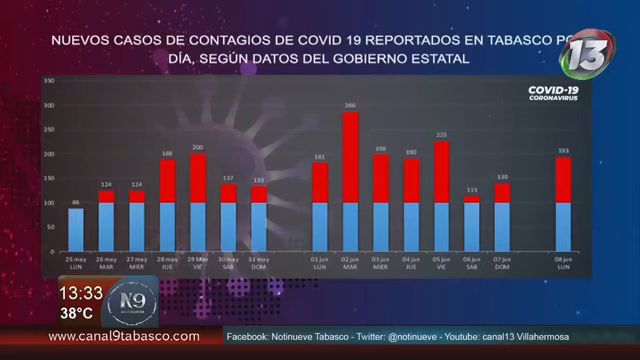 NUEVOS CASOS DE CONTAGIOS DE COVID 19 REPORTADOS EN TABASCO PO
DÍA, SEGÚN DATOS DEL GOBIERNO ESTATAL
13
COVID-19
CORONAVIRUS
350
300
250
200
150
100
50
0
88
124
124
188
200
137
133
181
286
198
190
225
115
139
193
25 may LUN
26 may MAR
27 may MIER
28 may JUE
29 May VIE
30 may SAB
31 may DOM
01 jun LUN
02 jun MAR
03 jun MIER
04 jun JUE
05 jun VIE
06 jun SAB
07 jun DOM
08 jun LUN
13:33
38°C
N9
www.canal9tabasco.com
Facebook: Notinueve Tabasco - Twitter: @notinueve - Youtube: canal13 Villahermosa